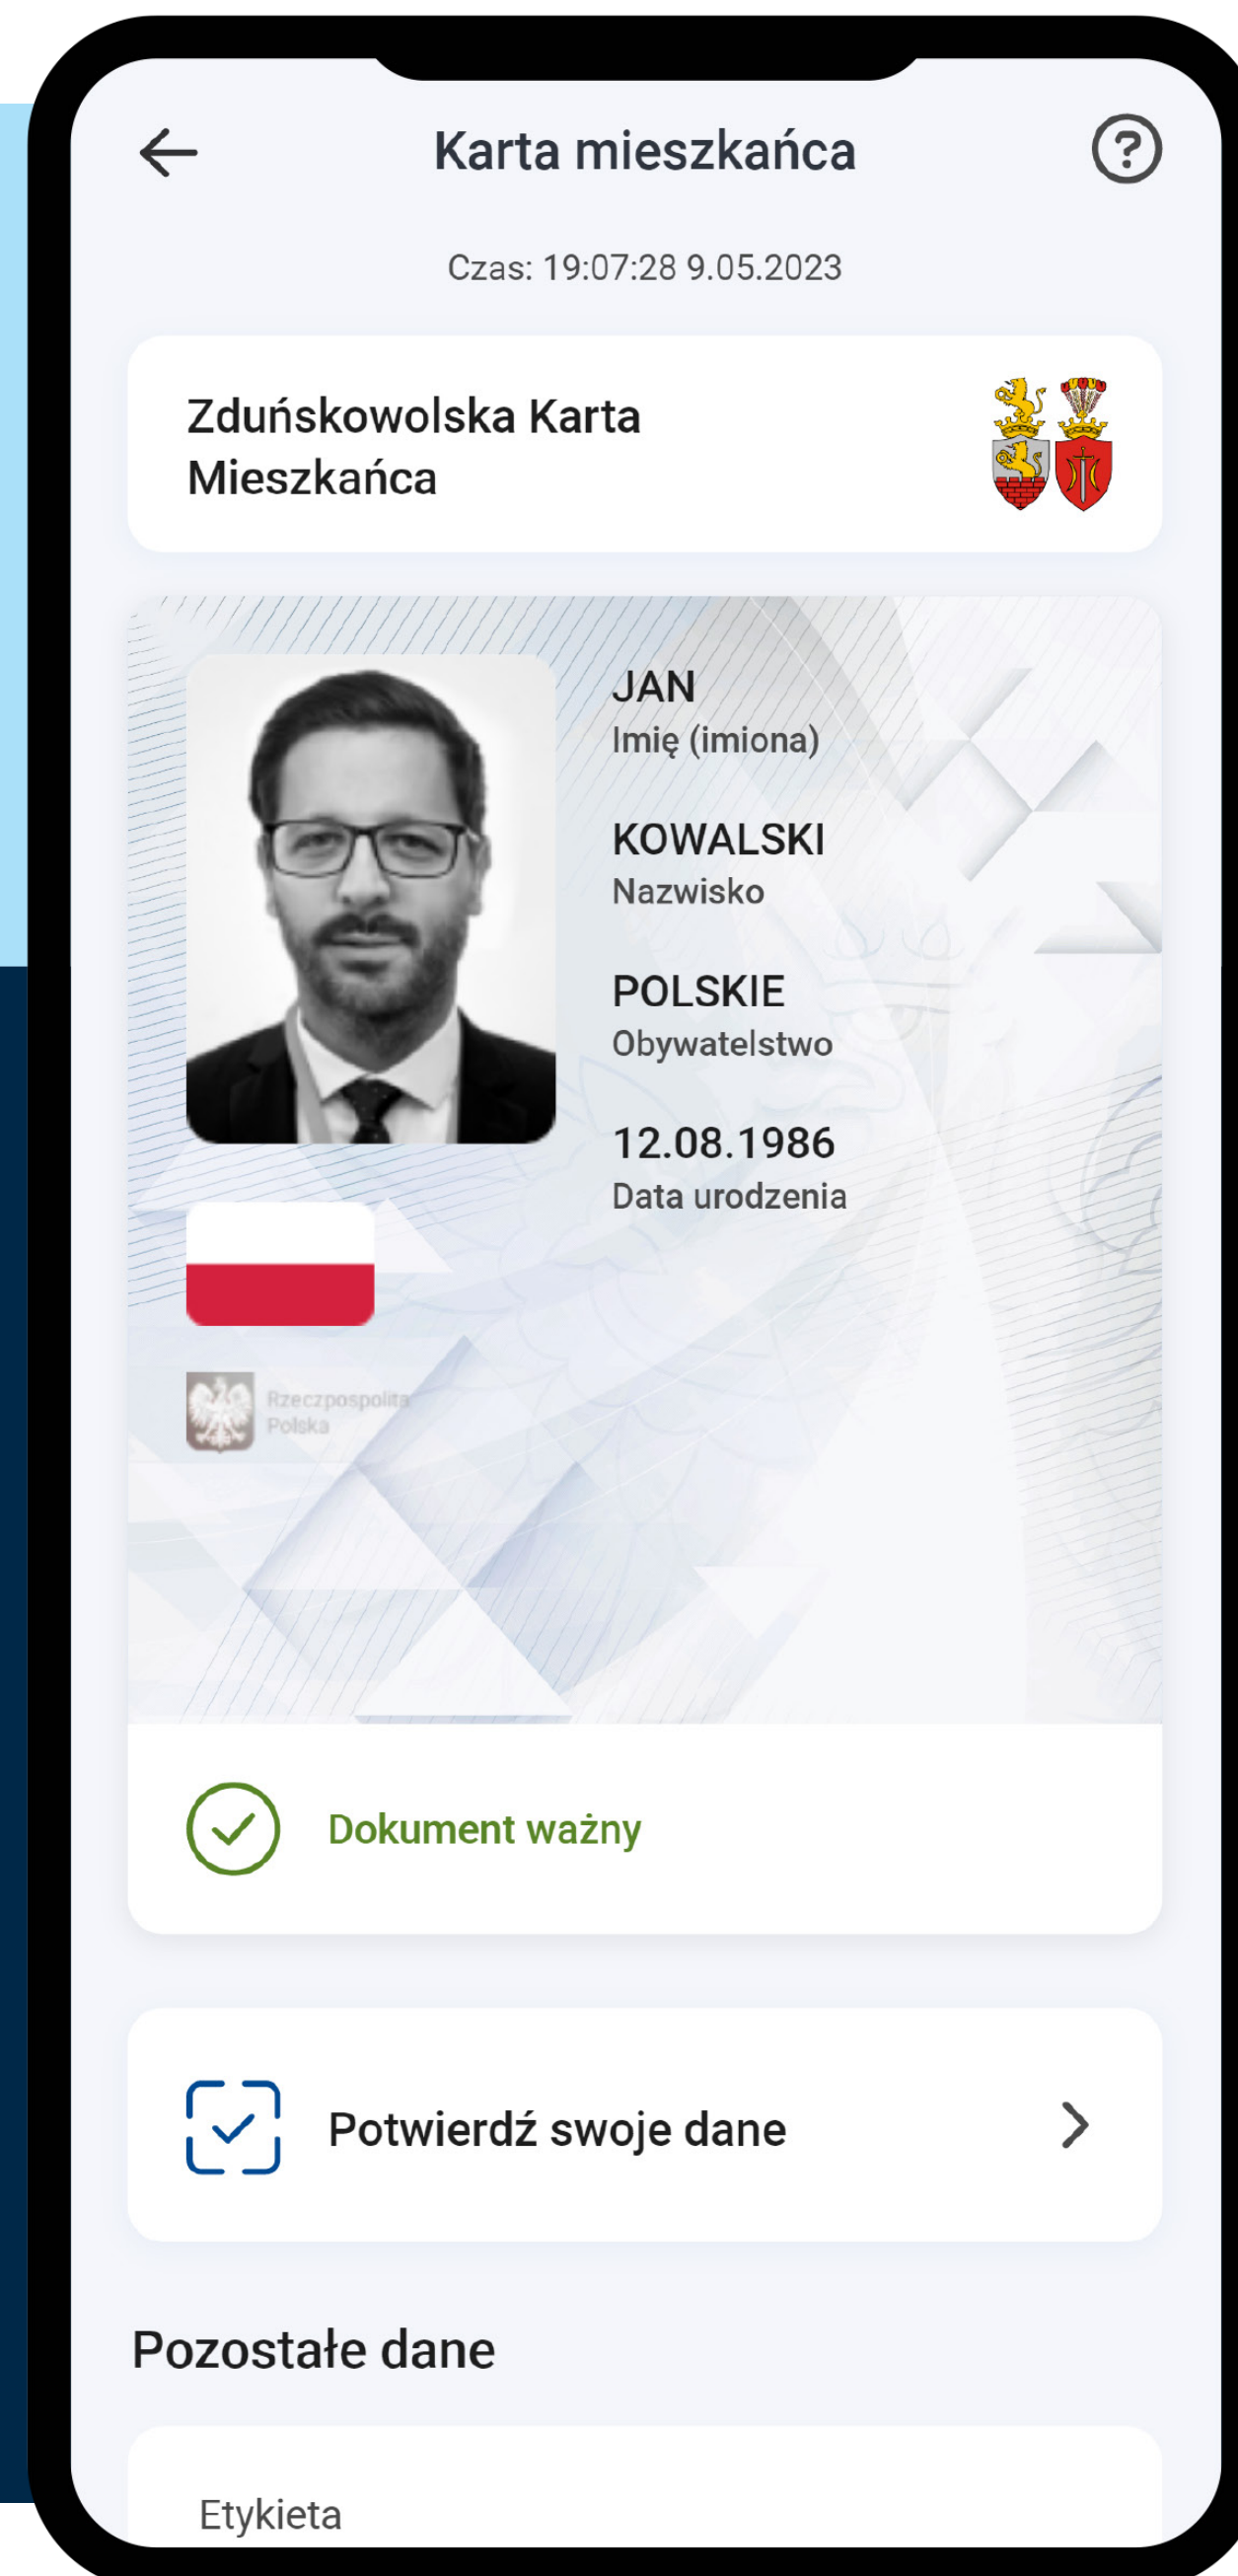 Karta mieszkańca
Czas: 19:07:28 9.05.2023
Zduńskowolska Karta
Mieszkańca
JAN
Imię (imiona)
KOWALSKI
Nazwisko
POLSKIE
Obywatelstwo
12.08.1986
Data urodzenia
Rzeczpospolita
Polska
Dokument ważny
Potwierdź swoje dane
Pozostałe dane
Etykieta